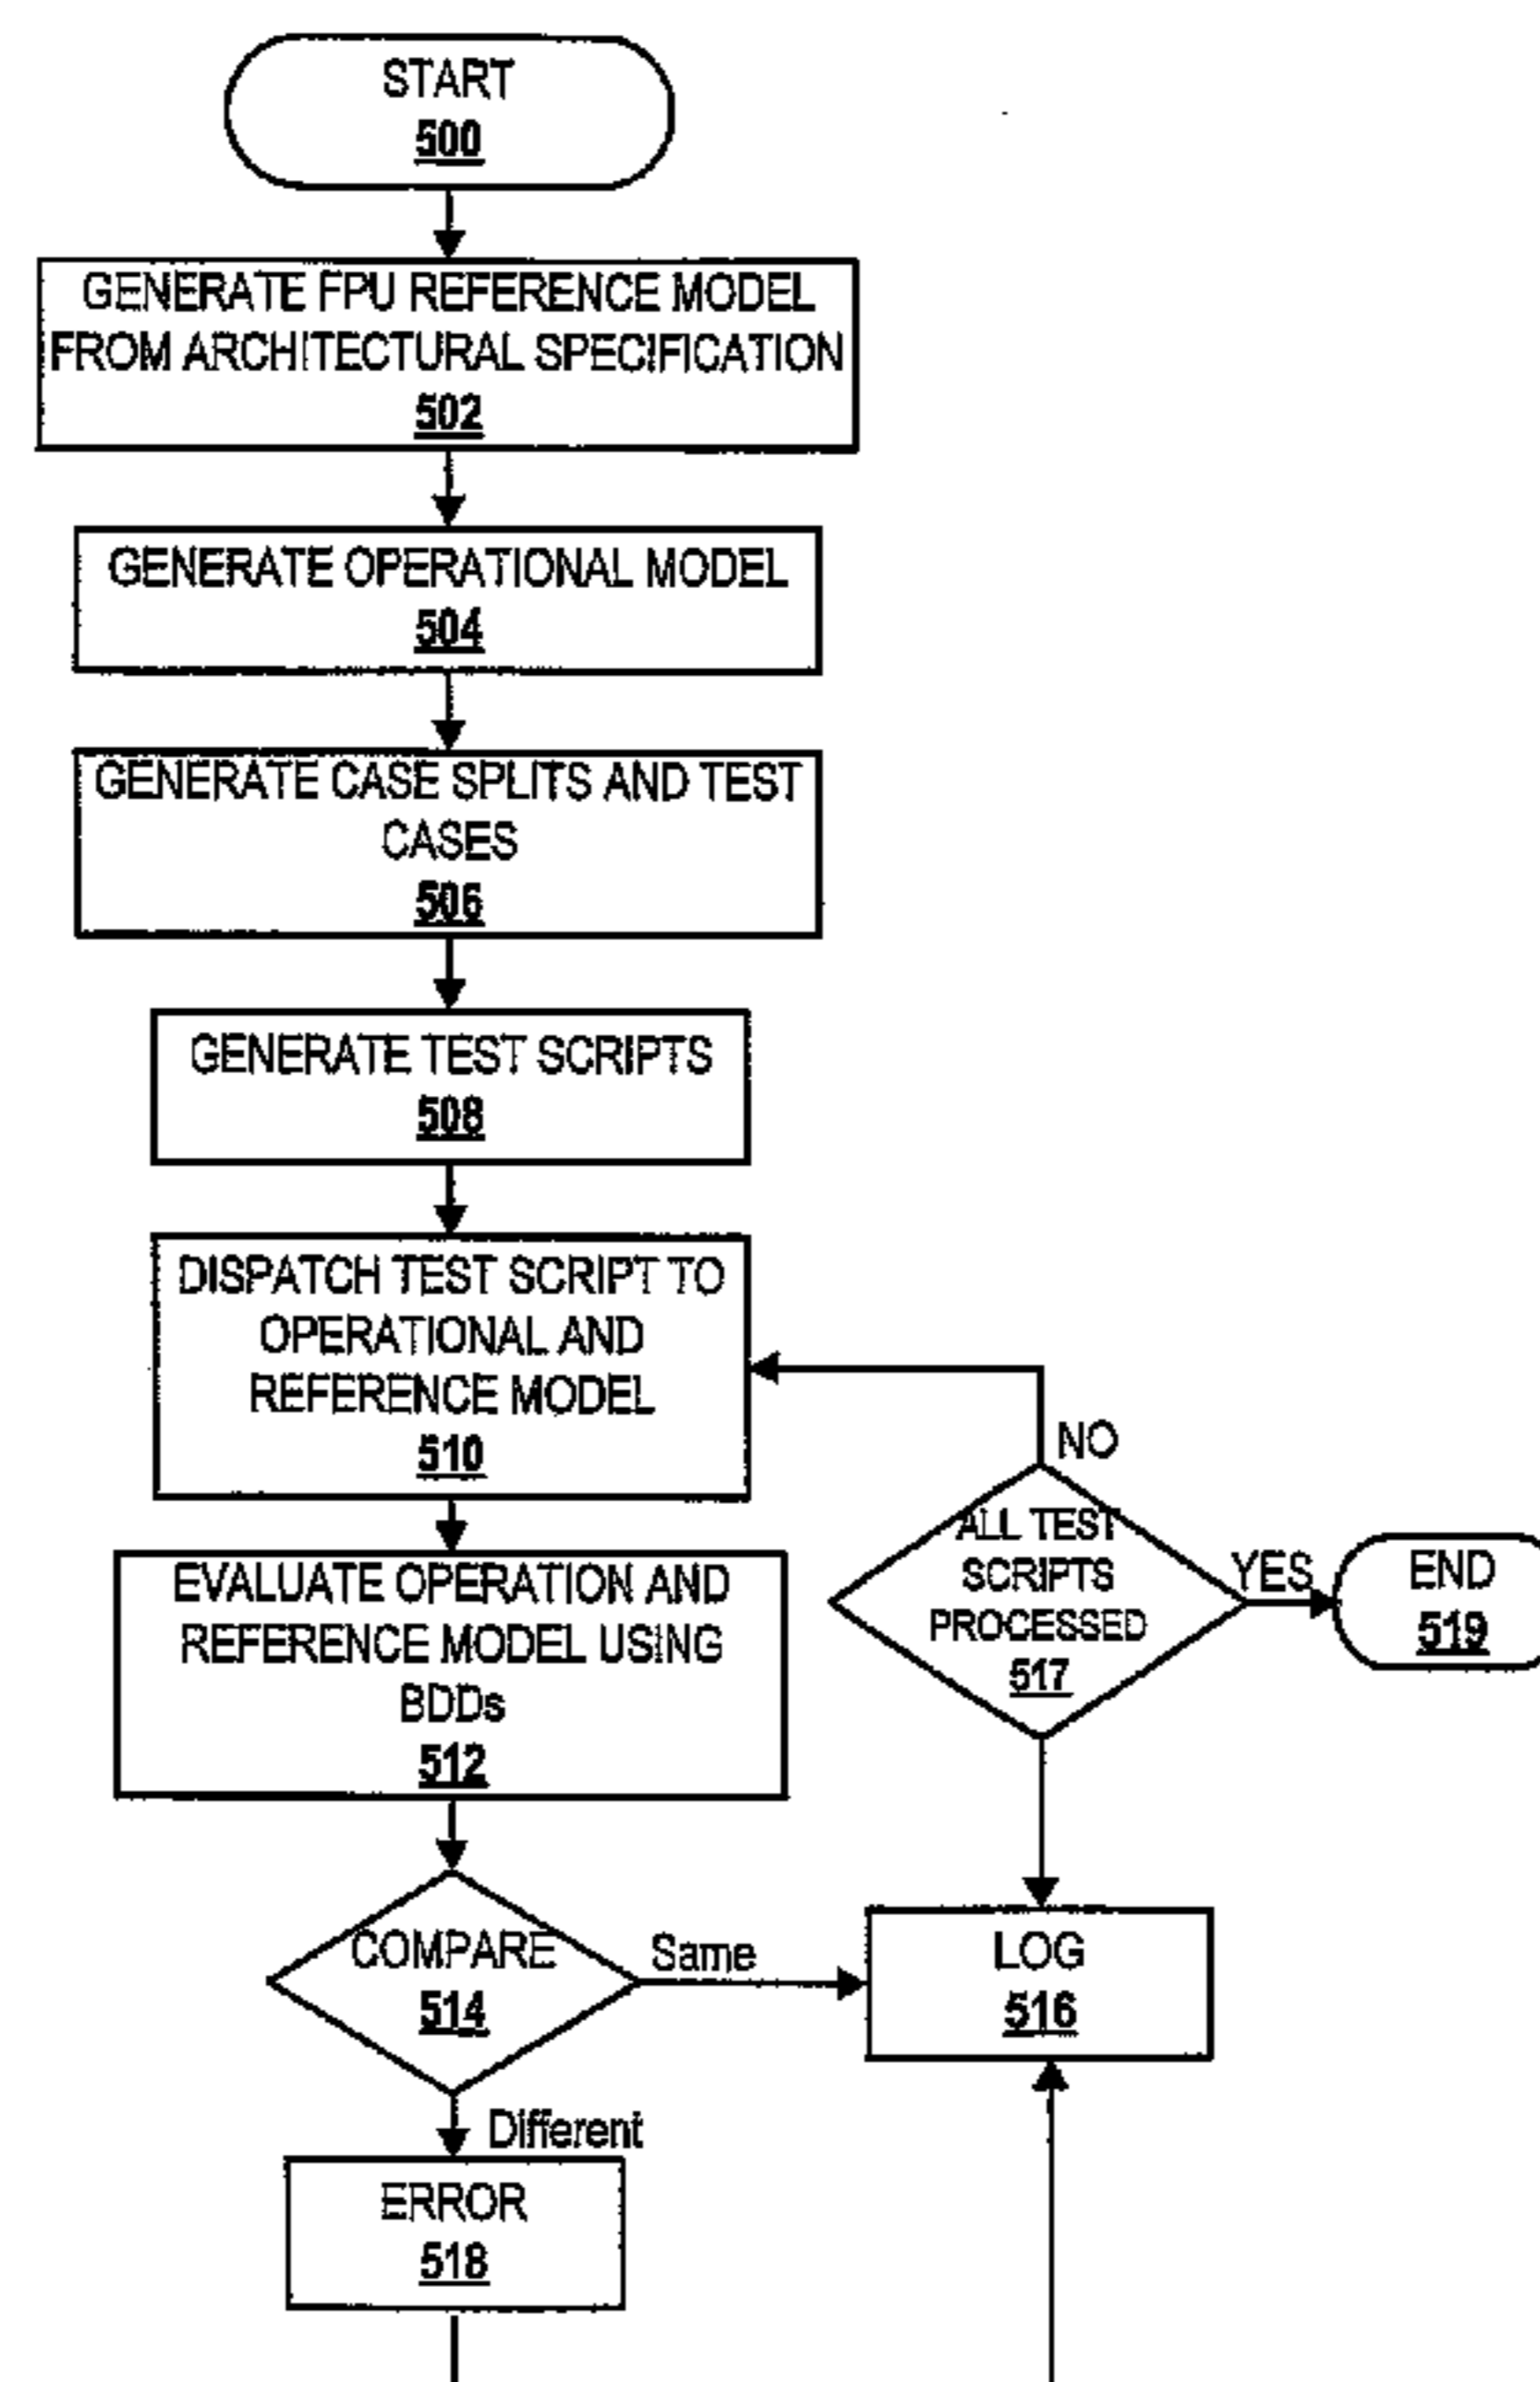 START
500
GENERATE FPU REFERENCE MODEL
FROM ARCHITECTURAL SPECIFICATION
502
GENERATE OPERATIONAL MODEL
504
GENERATE CASE SPLITS AND TEST
CASES
506
GENERATE TEST SCRIPTS
508
DISPATCH TEST SCRIPT TO
OPERATIONAL AND
REFERENCE MODEL
510
NO
ALL TEST
SCRIPTS
PROCESSED
517
YES
END
519
EVALUATE OPERATION AND
REFERENCE MODEL USING
BDDs
512
COMPARE
514
Same
LOG
516
Different
ERROR
518